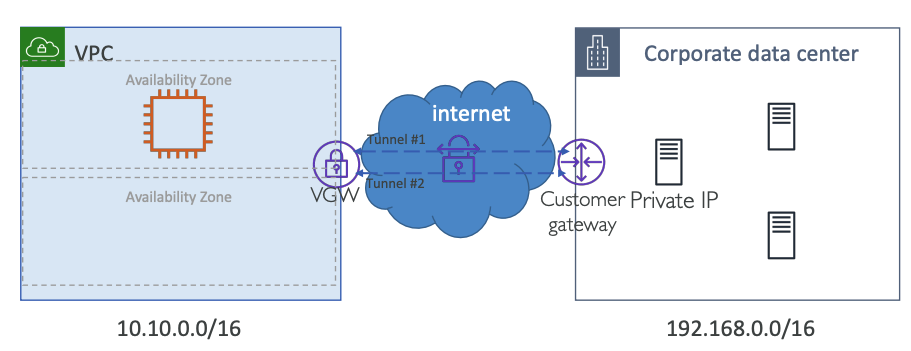 VPC
Corporate data center
Availability Zone
internet
Tunnel #1
Tunnel #2
Availability Zone
VGW
Customer
gateway
Private IP
10.10.0.0/16
192.168.0.0/16